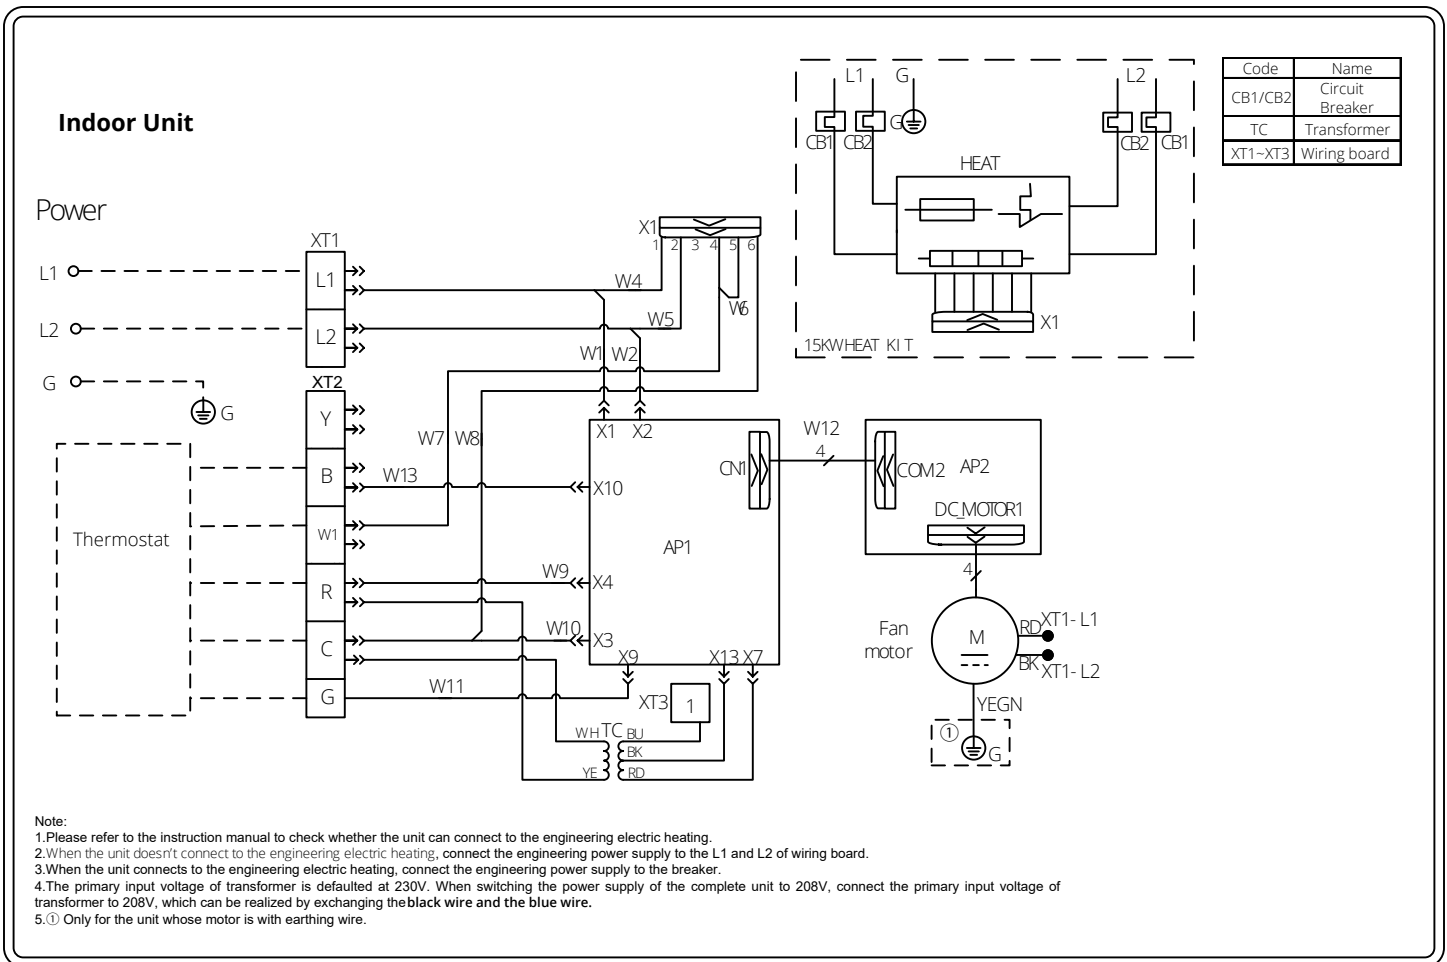 Indoor Unit
Power
L1
L2
G
G
XT1
L1
L2
XT2
Y
B
W1
R
C
G
Thermostat
W13
W7
W8
W9
W10
W11
W4
W5
W6
W1
W2
X1
1 2 3 4 5 6
X1
X2
X10
X4
X3
X9
X13
X7
AP1
CN1
W12
4
COM2
AP2
DC_MOTOR1
4
Fan
motor
M
RD
XT1-L1
BK
XT1-L2
YEGN
①
G
XT3
1
WH
TC
BU
BK
YE
RD
L1
G
L2
CB1
CB2
G
CB2
CB1
HEAT
X1
15KWHEAT KIT
Code Name
CB1/CB2 Circuit
Breaker
TC Transformer
XT1~XT3 Wiring board
Note:
1.Please refer to the instruction manual to check whether the unit can connect to the engineering electric heating.
2.When the unit doesn't connect to the engineering electric heating, connect the engineering power supply to the L1 and L2 of wiring board.
3.When the unit connects to the engineering electric heating, connect the engineering power supply to the breaker.
4.The primary input voltage of transformer is defaulted at 230V. When switching the power supply of the complete unit to 208V, connect the primary input voltage of
transformer to 208V, which can be realized by exchanging the black wire and the blue wire.
5.① Only for the unit whose motor is with earthing wire.